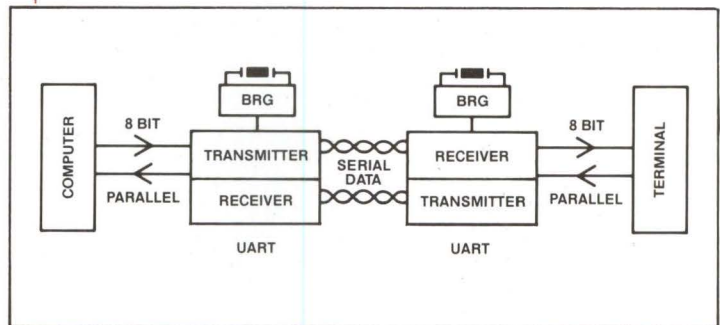 BRG
BRG
COMPUTER
8 BIT
PARALLEL
TRANSMITTER
RECEIVER
UART
SERIAL
DATA
RECEIVER
TRANSMITTER
UART
8 BIT
PARALLEL
TERMINAL